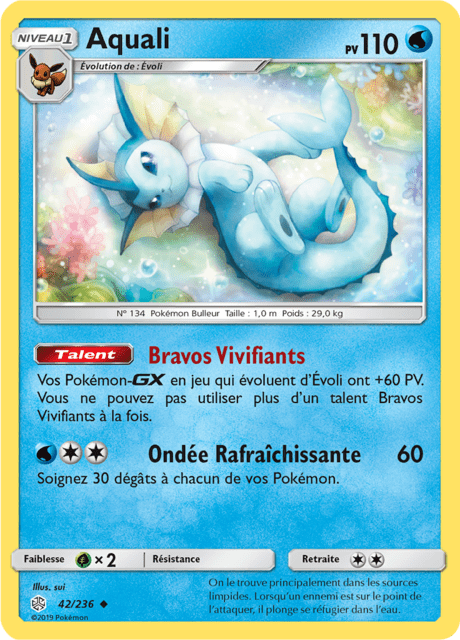 NIVEAU 1
Aquali
PV 110
Évolution de : Évoli
N° 134 Pokémon Bulleur Taille : 1,0 m Poids : 29,0 kg
Talent Bravos Vivifiants
Vos Pokémon-GX en jeu qui évoluent d'Évoli ont +60 PV.
Vous ne pouvez pas utiliser plus d'un talent Bravos
Vivifiants à la fois.
Ondée Rafraîchissante 60
Soignez 30 dégâts à chacun de vos Pokémon.
Faiblesse ×2 Résistance Retraite
Illus. sui
42/236
©2019 Pokémon
On le trouve principalement dans les sources
limpides. Lorsqu'un ennemi est sur le point de
l'attaquer, il plonge se réfugier dans l'eau.